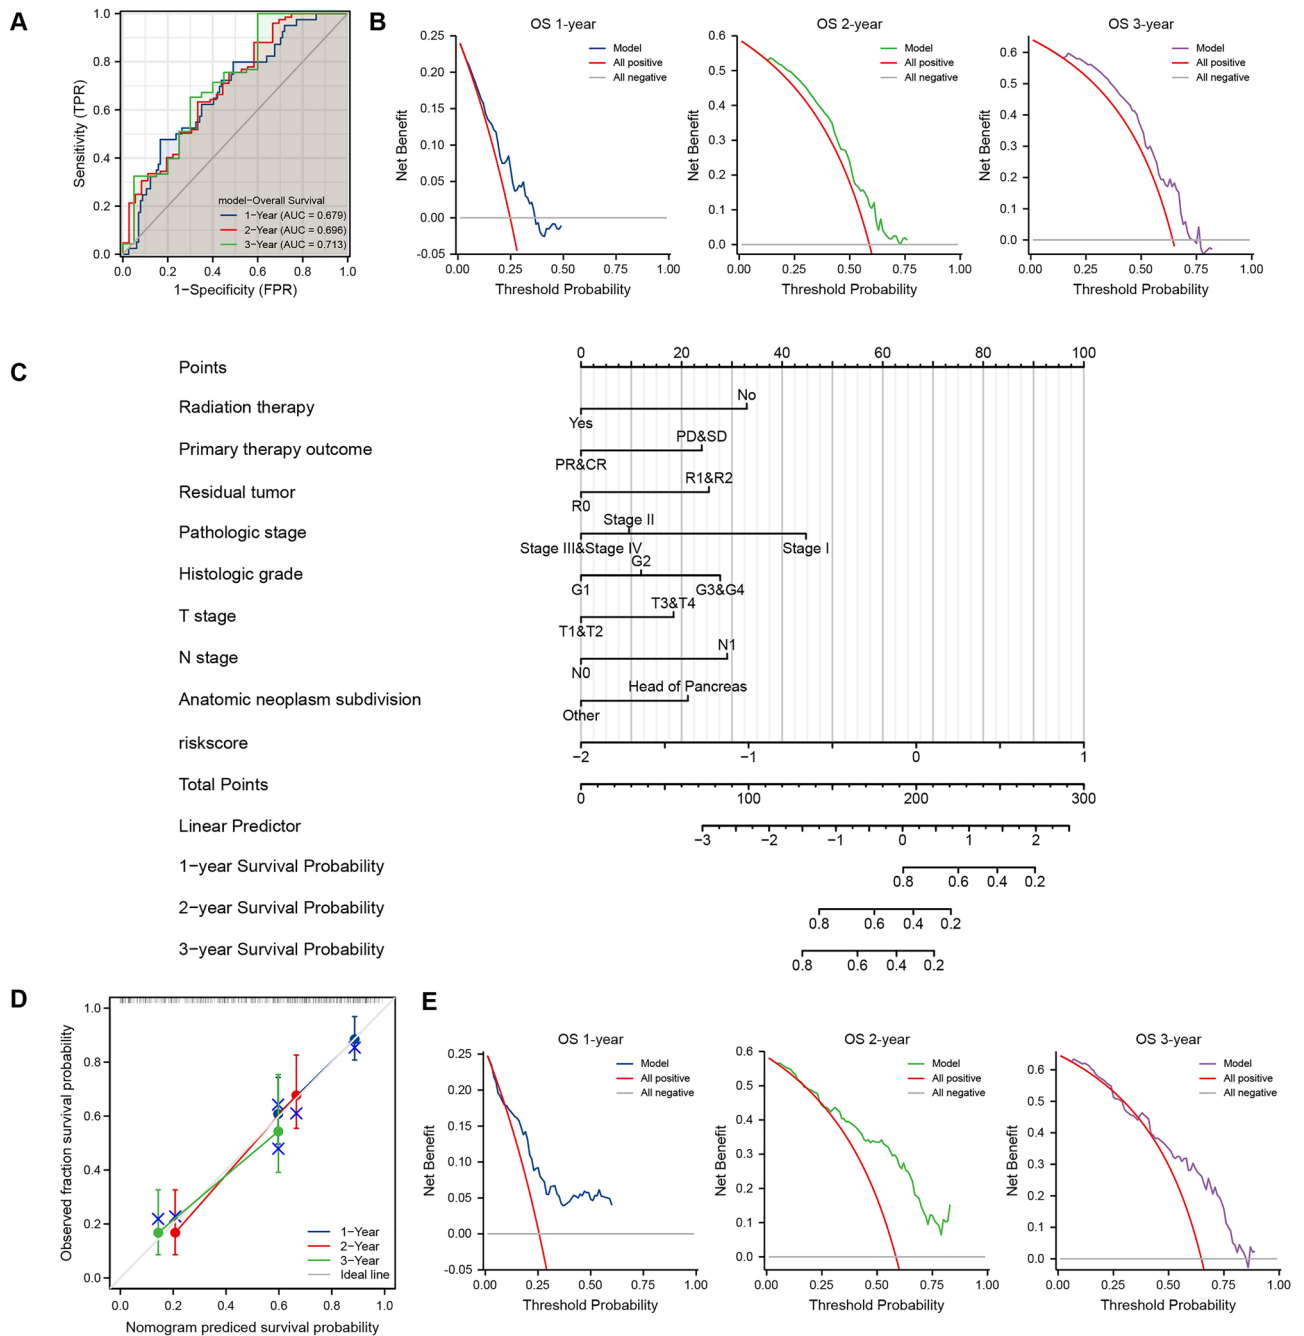 A
1.0
0.8
0.6
0.4
0.2
0.0
Sensitivity (TPR)
model-Overall Survival
1-Year (AUC = 0.679)
2-Year (AUC = 0.696)
3-Year (AUC = 0.713)
0.0 0.2 0.4 0.6 0.8 1.0
1−Specificity (FPR)
B
OS 1-year
0.25
0.20
0.15
0.10
0.05
0.00
-0.05
Net Benefit
Model
All positive
All negative
0.00 0.25 0.50 0.75 1.00
Threshold Probability
OS 2-year
0.6
0.5
0.4
0.3
0.2
0.1
0.0
Net Benefit
Model
All positive
All negative
0.00 0.25 0.50 0.75 1.00
Threshold Probability
OS 3-year
0.6
0.5
0.4
0.3
0.2
0.1
0.0
Net Benefit
Model
All positive
All negative
0.00 0.25 0.50 0.75 1.00
Threshold Probability
C
Points
0 20 40 60 80 100
Radiation therapy
No
Yes
Primary therapy outcome
PD&SD
PR&CR
Residual tumor
R1&R2
R0
Pathologic stage
Stage II
Stage III&Stage IV
Stage I
Histologic grade
G2
G1
G3&G4
T stage
T3&T4
T1&T2
N stage
N1
N0
Anatomic neoplasm subdivision
Head of Pancreas
Other
riskscore
−2 −1 0 1
Total Points
0 100 200 300
Linear Predictor
−3 −2 −1 0 1 2
1−year Survival Probability
0.8 0.6 0.4 0.2
2−year Survival Probability
0.8 0.6 0.4 0.2
3−year Survival Probability
0.8 0.6 0.4 0.2
D
1.0
0.8
0.6
0.4
0.2
0.0
Observed fraction survival probability
1−Year
2−Year
3−Year
Ideal line
0.0 0.2 0.4 0.6 0.8 1.0
Nomogram prediced survival probability
E
OS 1-year
0.25
0.20
0.15
0.10
0.05
0.00
-0.05
Net Benefit
Model
All positive
All negative
0.00 0.25 0.50 0.75 1.00
Threshold Probability
OS 2-year
0.6
0.5
0.4
0.3
0.2
0.1
0.0
Net Benefit
Model
All positive
All negative
0.00 0.25 0.50 0.75 1.00
Threshold Probability
OS 3-year
0.6
0.5
0.4
0.3
0.2
0.1
0.0
Net Benefit
Model
All positive
All negative
0.00 0.25 0.50 0.75 1.00
Threshold Probability